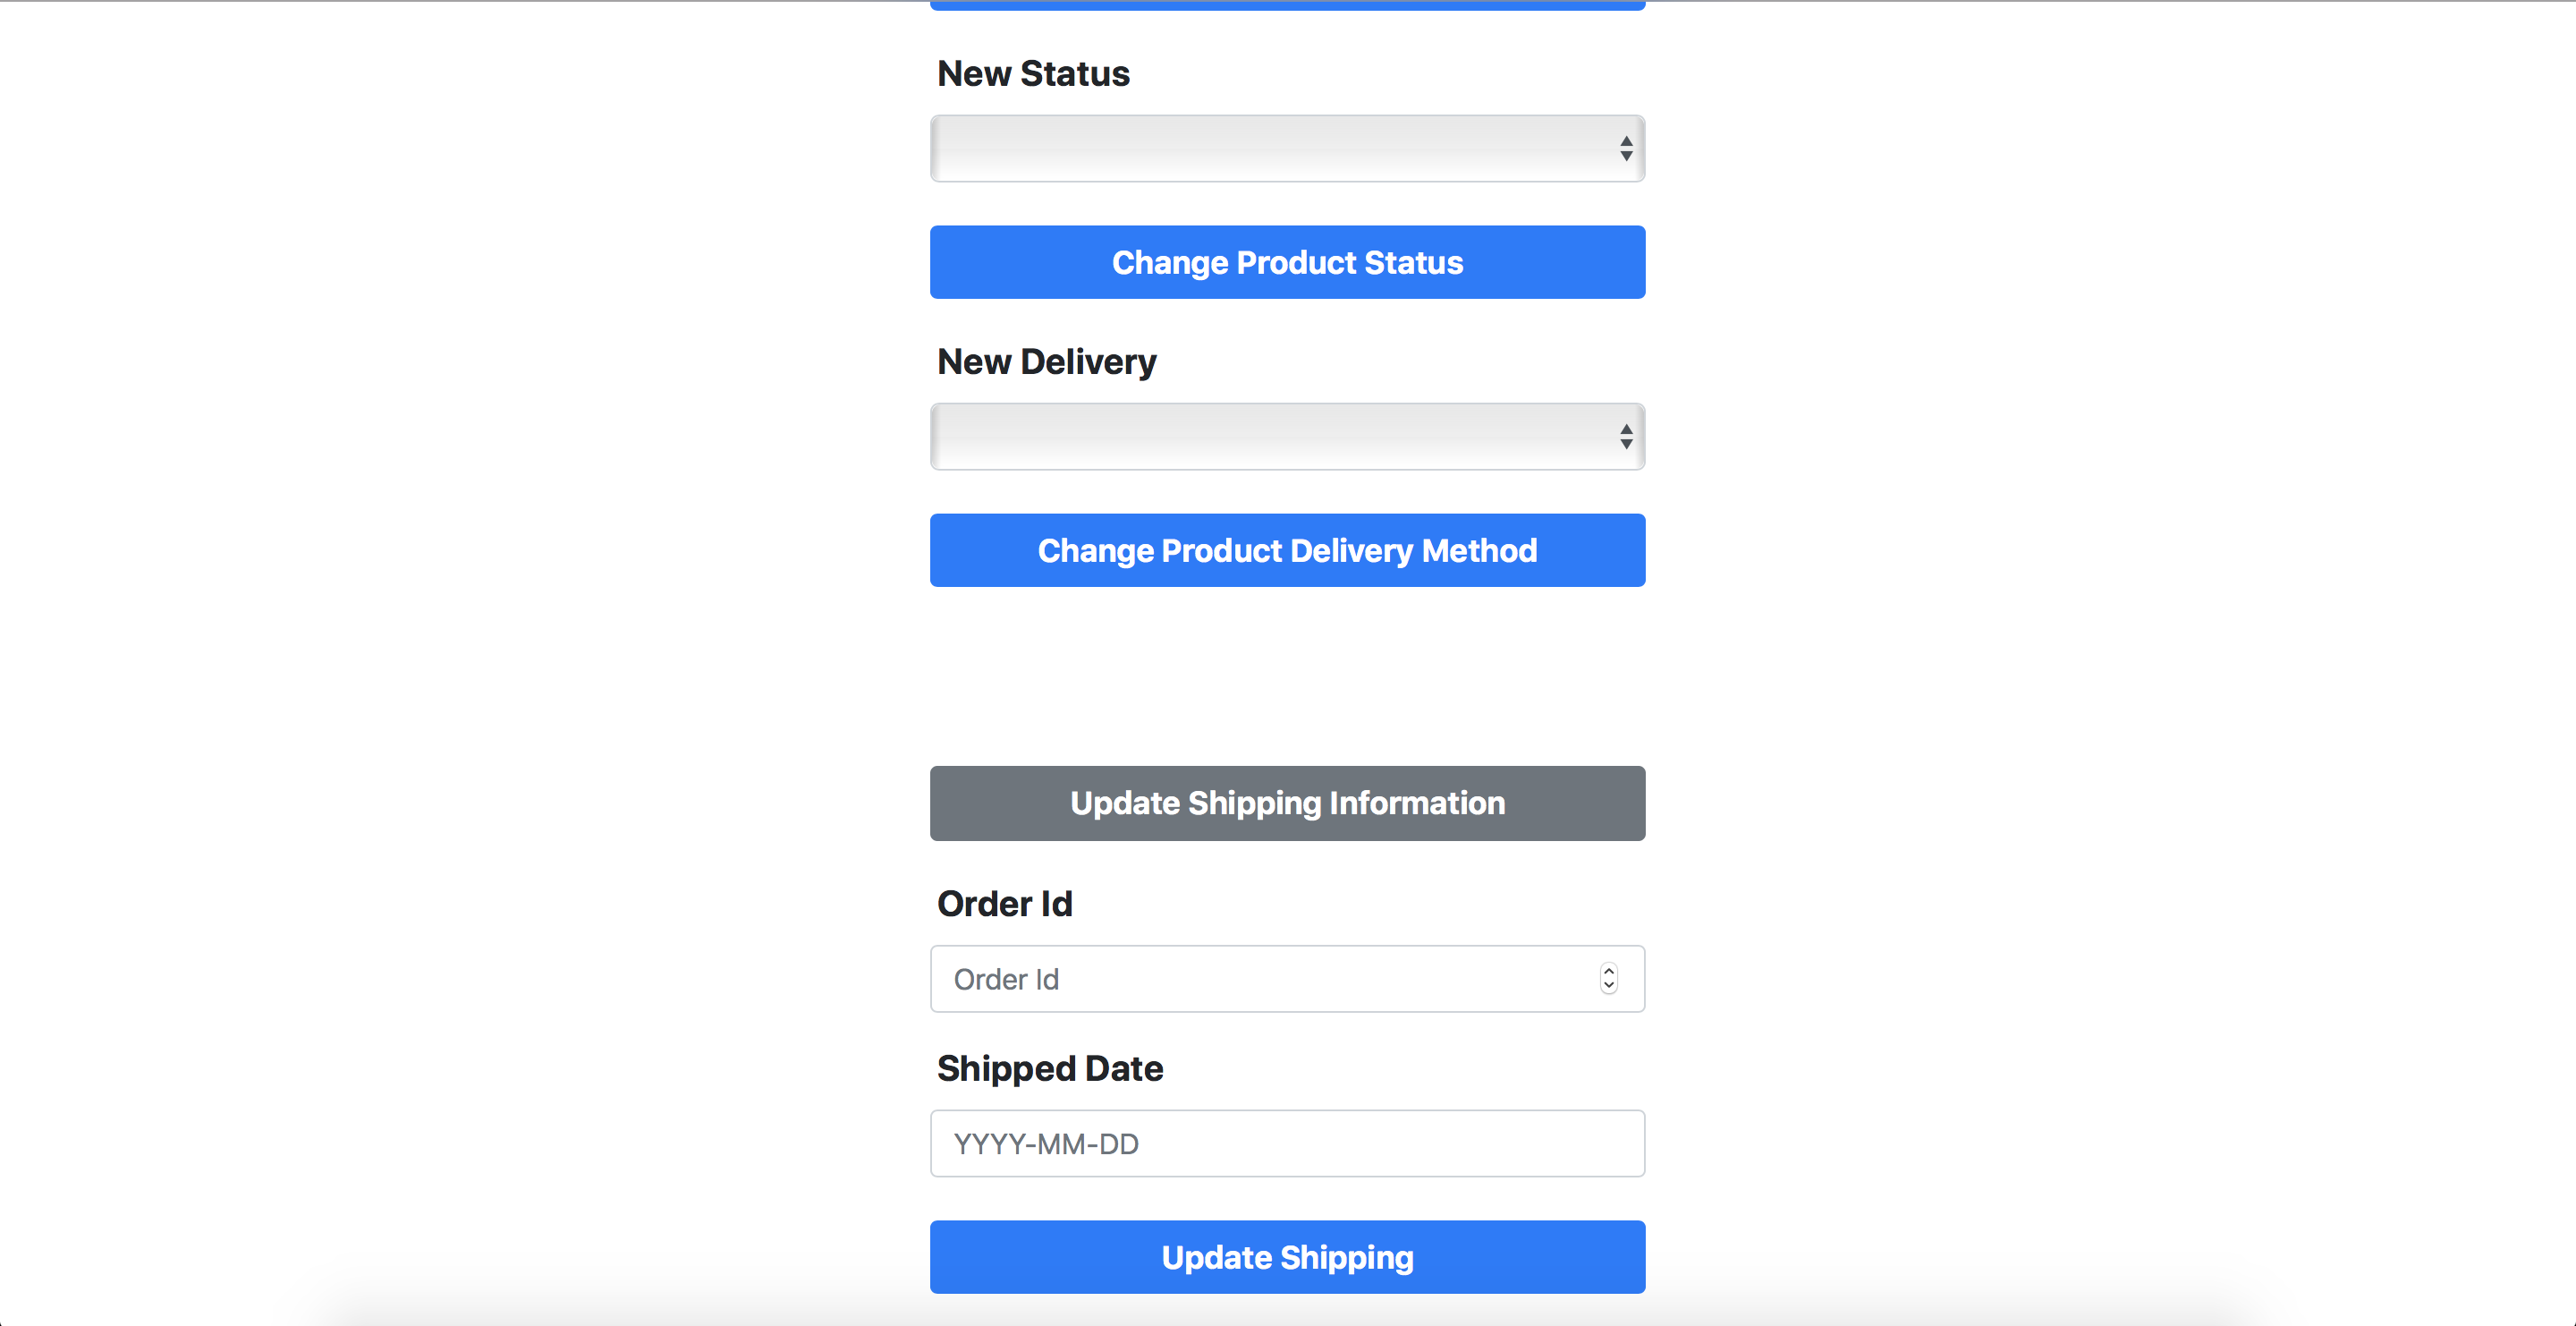 New Status
Change Product Status
New Delivery
Change Product Delivery Method
Update Shipping Information
Order Id
Order Id
Shipped Date
YYYY-MM-DD
Update Shipping